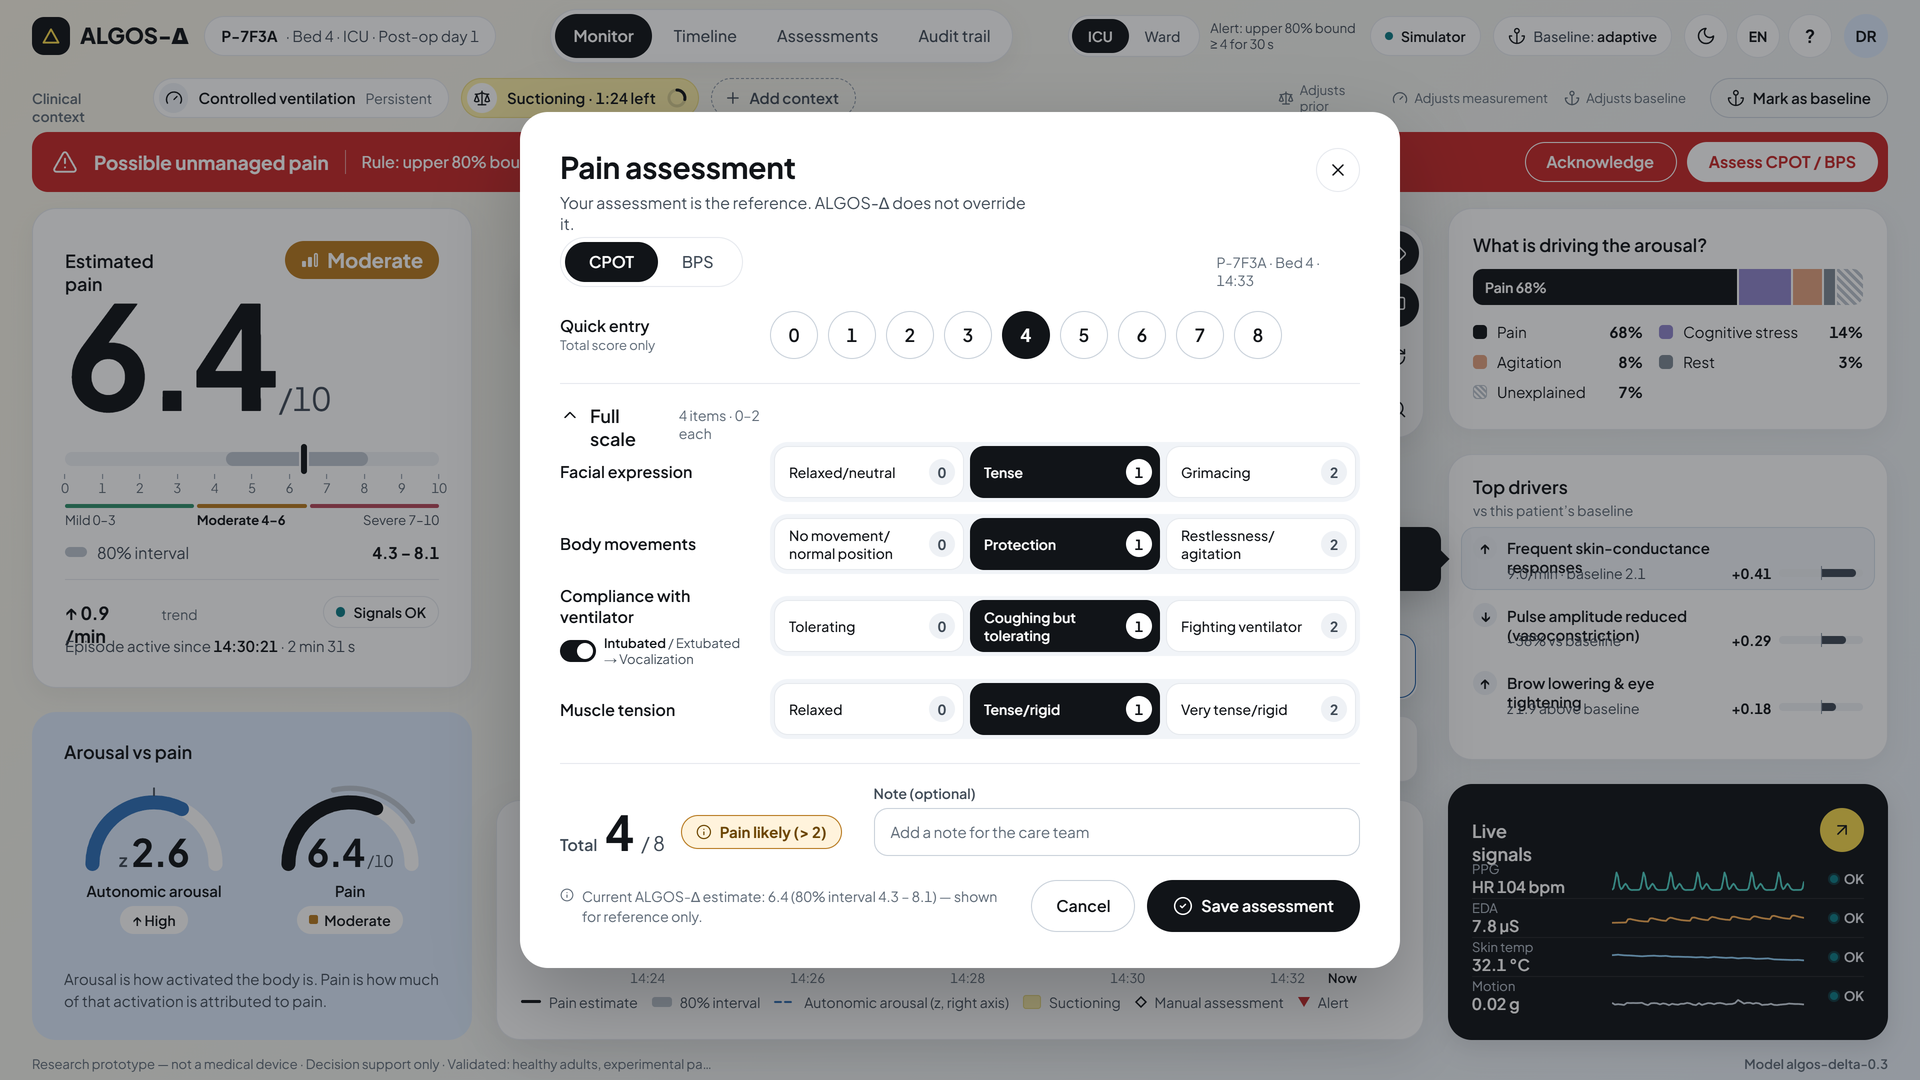 ALGOS-Δ
P-7F3A · Bed 4 · ICU · Post-op day 1
Monitor
Timeline
Assessments
Audit trail
ICU
Ward
Alert: upper 80% bound
≥ 4 for 30 s
Simulator
Baseline: adaptive
EN
?
DR
Clinical
context
Controlled ventilation Persistent
Suctioning · 1:24 left
+ Add context
Adjusts
prior
Adjusts measurement
Adjusts baseline
Mark as baseline
Possible unmanaged pain
Rule: upper 80% bou
Acknowledge
Assess CPOT / BPS
Pain assessment
Your assessment is the reference. ALGOS-Δ does not override
it.
CPOT
BPS
P-7F3A · Bed 4 ·
14:33
Quick entry
Total score only
0 1 2 3 4 5 6 7 8
Full
scale
4 items · 0–2
each
Facial expression
Relaxed/neutral 0
Tense 1
Grimacing 2
Body movements
No movement/
normal position 0
Protection 1
Restlessness/
agitation 2
Compliance with
ventilator
Intubated / Extubated
→ Vocalization
Tolerating 0
Coughing but
tolerating 1
Fighting ventilator 2
Muscle tension
Relaxed 0
Tense/rigid 1
Very tense/rigid 2
Total 4 / 8
Pain likely (> 2)
Note (optional)
Add a note for the care team
Current ALGOS-Δ estimate: 6.4 (80% interval 4.3 – 8.1) — shown
for reference only.
Cancel
Save assessment
Estimated
pain
Moderate
6.4/10
0 1 2 3 4 5 6 7 8 9 10
Mild 0–3
Moderate 4–6
Severe 7–10
80% interval
4.3 – 8.1
↑ 0.9
/min
trend
Signals OK
Episode active since 14:30:21 · 2 min 31 s
Arousal vs pain
z 2.6
Autonomic arousal
↑ High
6.4/10
Pain
Moderate
Arousal is how activated the body is. Pain is how much
of that activation is attributed to pain.
14:24 14:26 14:28 14:30 14:32 Now
Pain estimate
80% interval
Autonomic arousal (z, right axis)
Suctioning
Manual assessment
Alert
What is driving the arousal?
Pain 68%
Pain 68%
Cognitive stress 14%
Agitation 8%
Rest 3%
Unexplained 7%
Top drivers
vs this patient's baseline
Frequent skin-conductance
responses
9.0/min · baseline 2.1
+0.41
Pulse amplitude reduced
(vasoconstriction)
vs baseline
+0.29
Brow lowering & eye
tightening
above baseline
+0.18
Live
signals
PPG
HR 104 bpm
OK
EDA
7.8 µS
OK
Skin temp
32.1 °C
OK
Motion
0.02 g
OK
Research prototype — not a medical device · Decision support only · Validated: healthy adults, experimental pa…
Model algos-delta-0.3